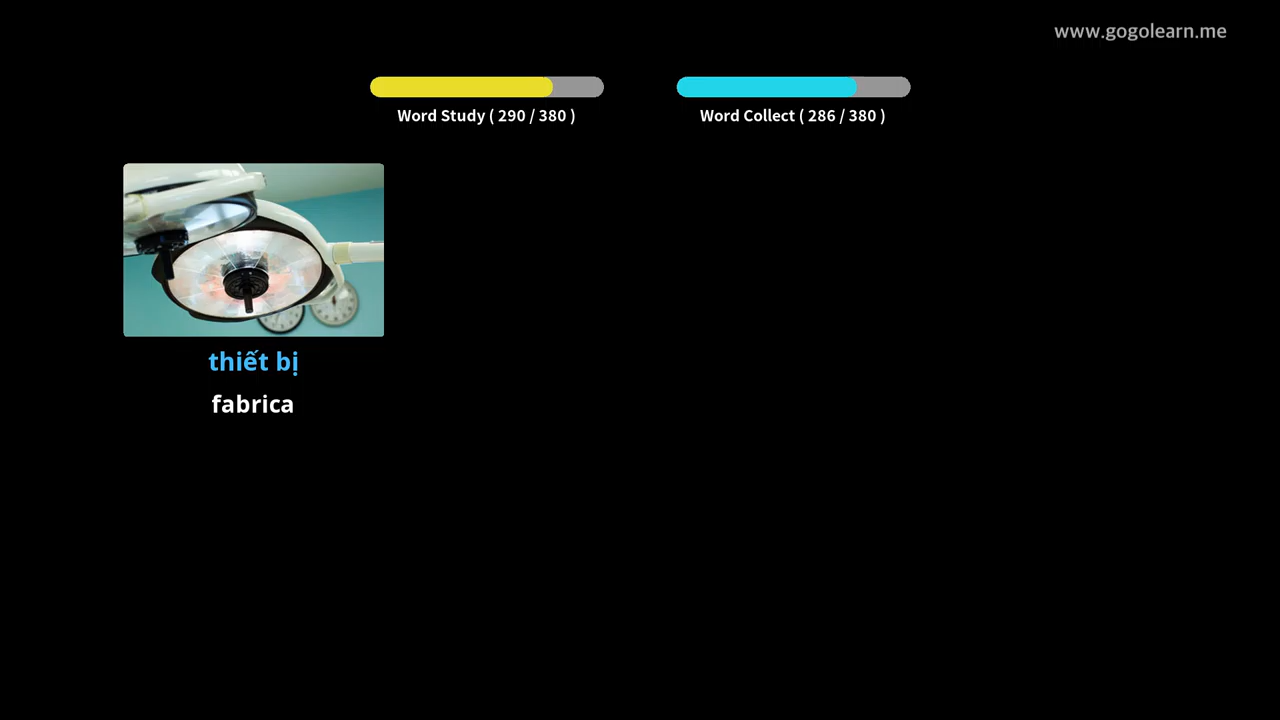 www.gogolearn.me
Word Study ( 290 / 380 )
Word Collect ( 286 / 380 )
thiết bị
fabrica